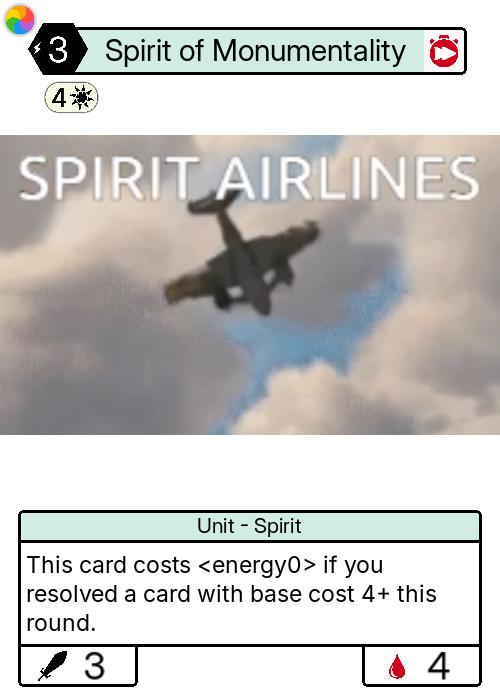 3
Spirit of Monumentality
4
SPIRIT AIRLINES
Unit - Spirit
This card costs <energy0> if you
resolved a card with base cost 4+ this
round.
3
4